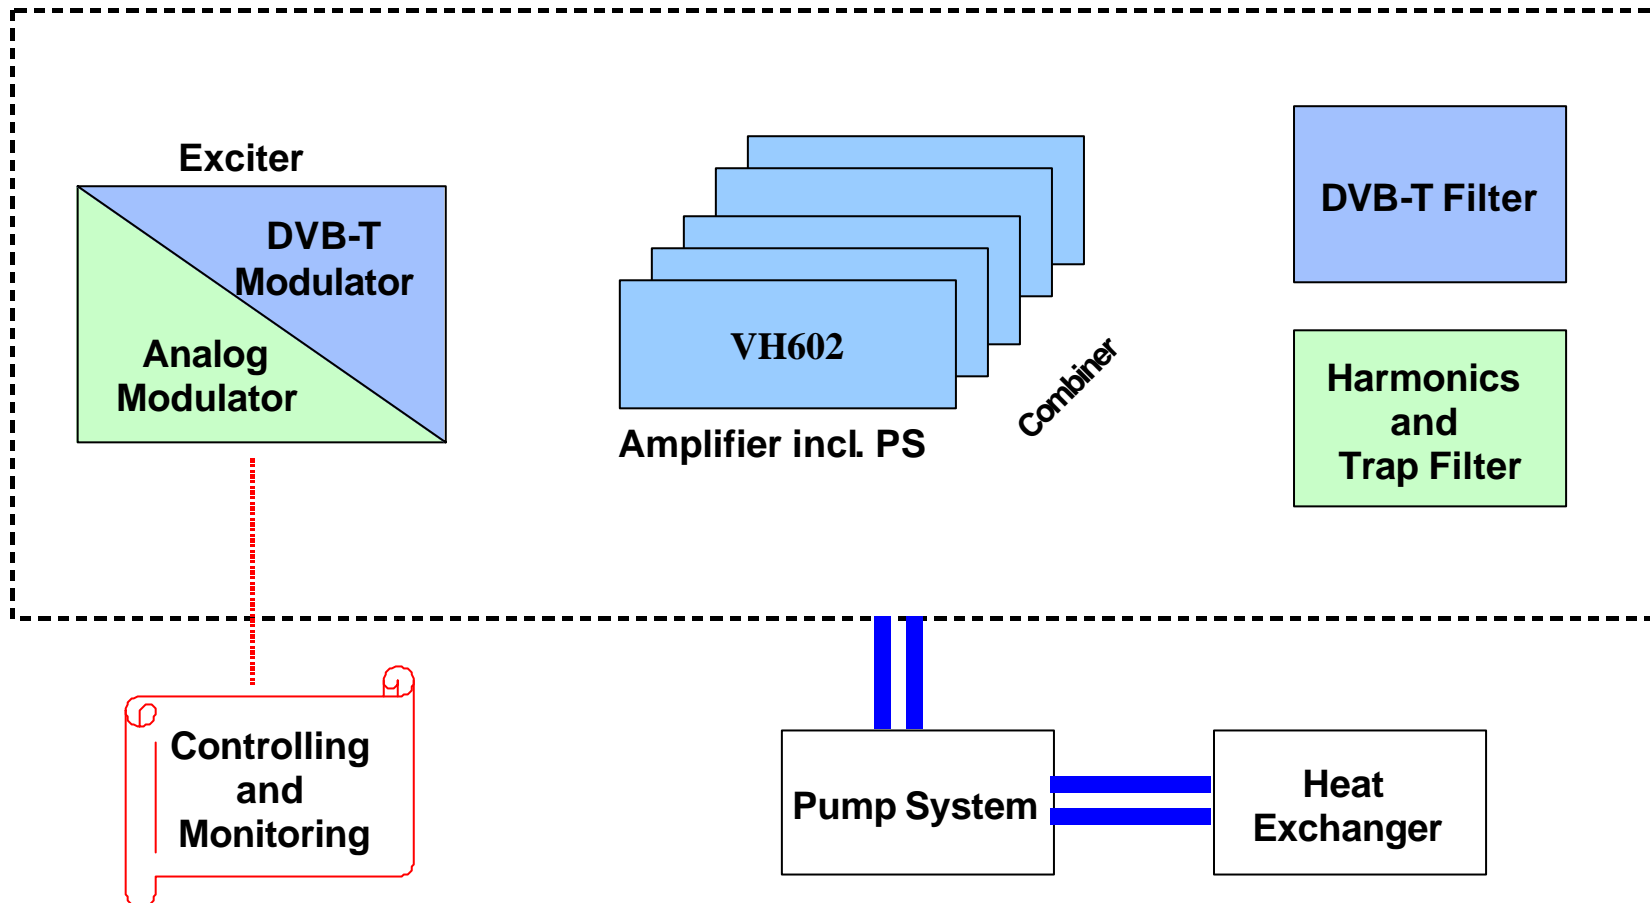 Exciter
DVB-T
Modulator
Analog
Modulator
VH602
Amplifier incl. PS
Combiner
DVB-T Filter
Harmonics
and
Trap Filter
Controlling
and
Monitoring
Pump System
Heat
Exchanger